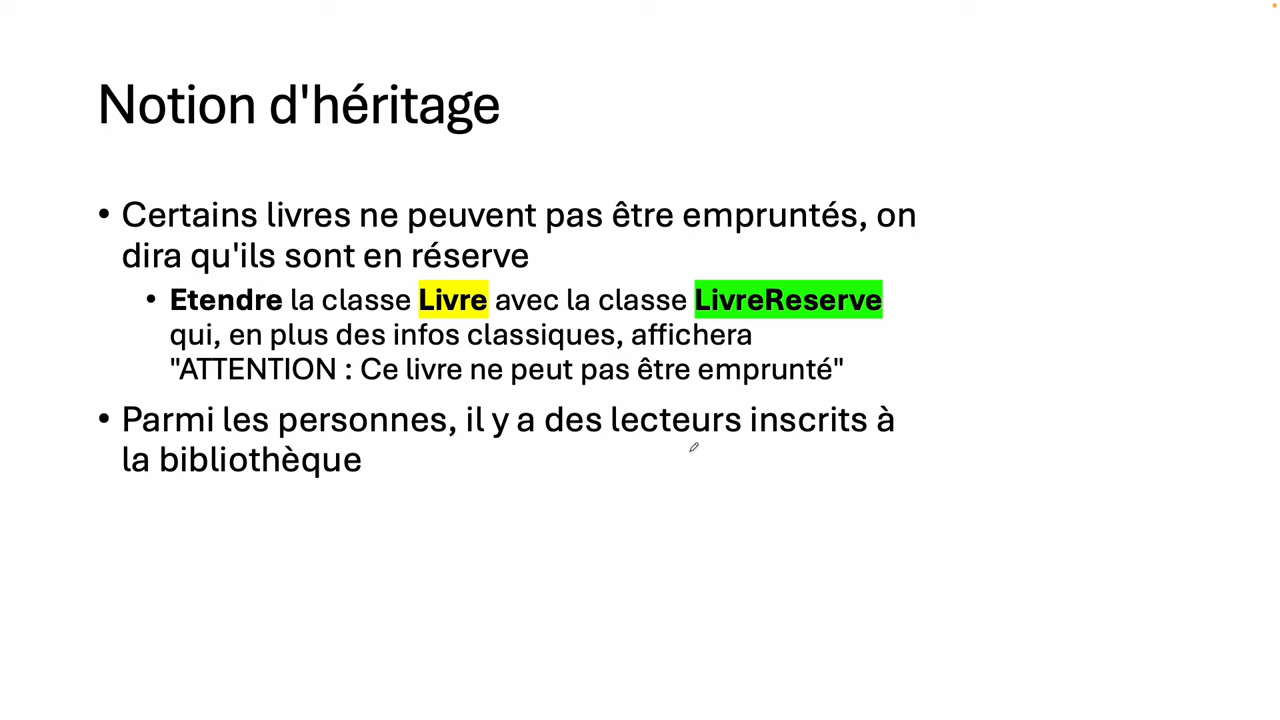 Notion d'héritage
• Certains livres ne peuvent pas être empruntés, on
dira qu'ils sont en réserve
• Etendre la classe Livre avec la classe LivreReserve
qui, en plus des infos classiques, affichera
"ATTENTION : Ce livre ne peut pas être emprunté"
• Parmi les personnes, il y a des lecteurs inscrits à
la bibliothèque